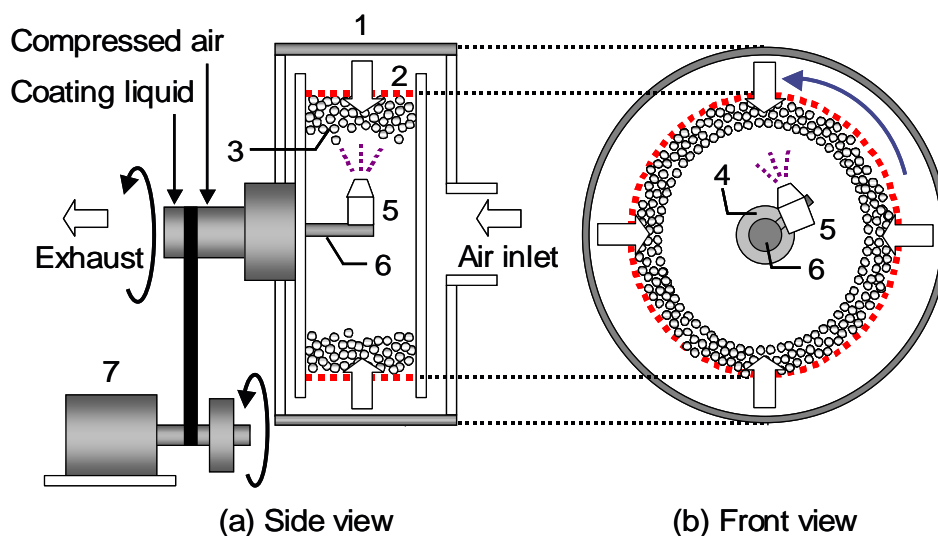 Compressed air
Coating liquid
1
2
3
4
5
5
6
6
Exhaust
Air inlet
7
(a) Side view
(b) Front view